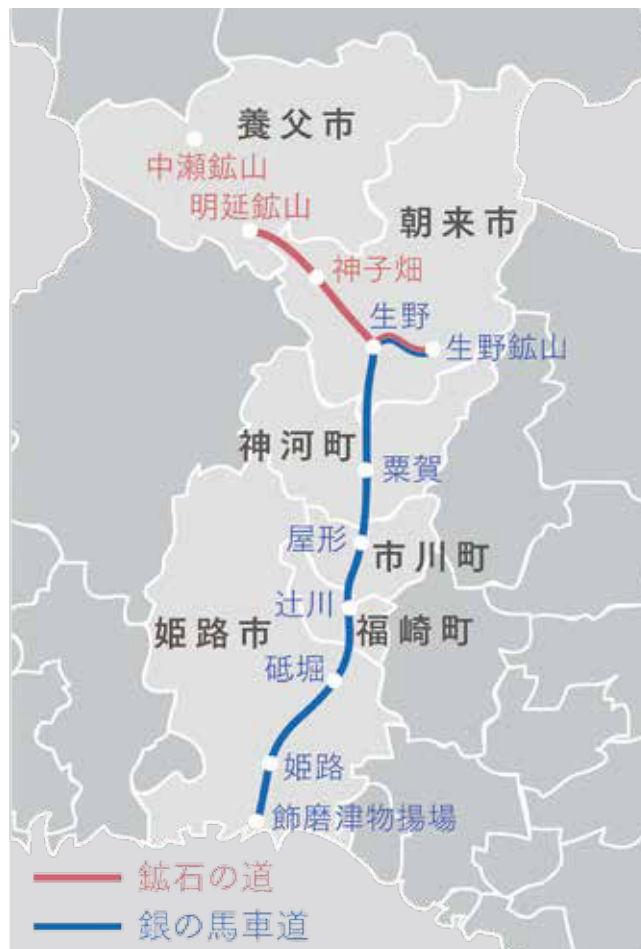 養父市
中瀬鉱山
明延鉱山
朝来市
神子畑
生野
生野鉱山
神河町
粟賀
屋形
市川町
辻川
姫路市
福崎町
砥堀
姫路
飾磨津物揚場
鉱石の道
銀の馬車道